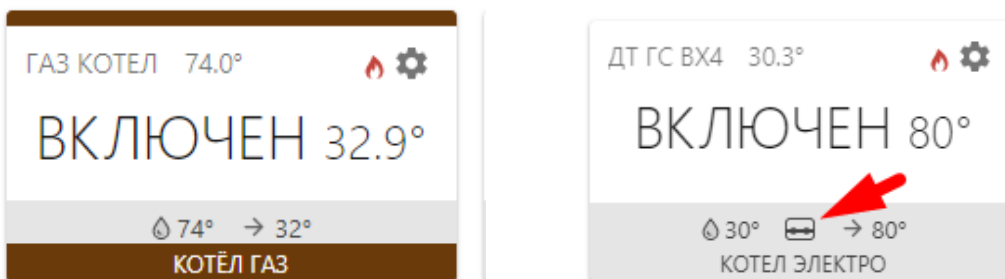 ГАЗ КОТЕЛ 74.0°
ВКЛЮЧЕН 32.9°
74° → 32°
КОТЁЛ ГАЗ
ДТ ГС ВХ4 30.3°
ВКЛЮЧЕН 80°
30° → 80°
КОТЕЛ ЭЛЕКТРО